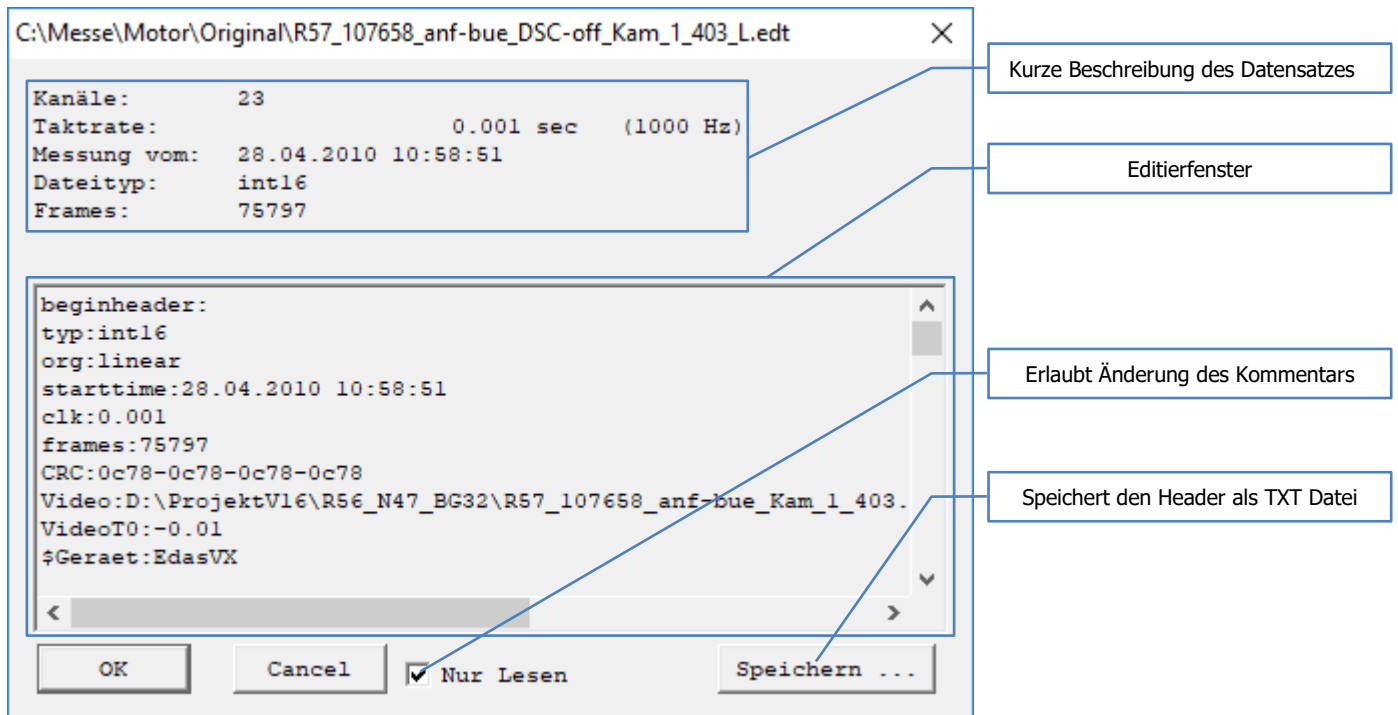 C:\Messe\Motor\Original\R57_107658_anf-bue_DSC-off_Kam_1_403_L.edt
Kanäle: 23
Taktrate: 0.001 sec (1000 Hz)
Messung vom: 28.04.2010 10:58:51
Dateityp: int16
Frames: 75797
beginheader:
typ:int16
org:linear
starttime:28.04.2010 10:58:51
clk:0.001
frames:75797
CRC:0c78-0c78-0c78-0c78
Video:D:\ProjektV16\R56_N47_BG32\R57_107658_anf-bue_Kam_1_403.
VideoT0:-0.01
$Geraet:EdasVX
OK
Cancel
Nur Lesen
Speichern ...
Kurze Beschreibung des Datensatzes
Editierfenster
Erlaubt Änderung des Kommentars
Speichert den Header als TXT Datei